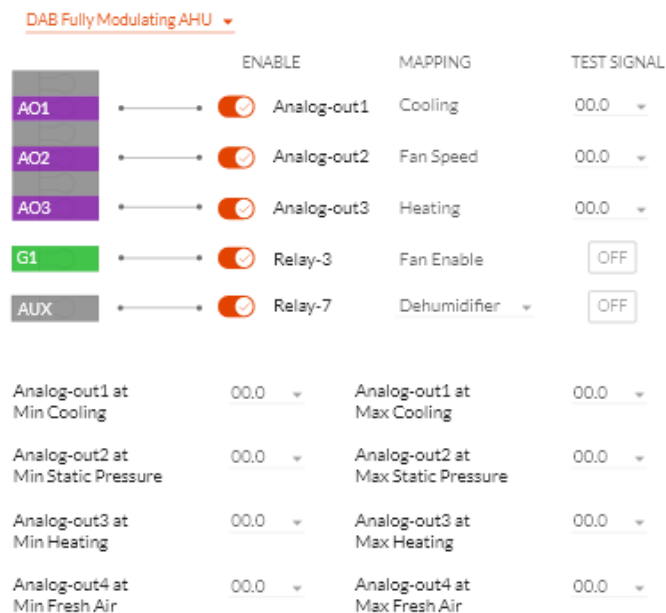 DAB Fully Modulating AHU
ENABLE MAPPING TEST SIGNAL
AO1 Analog-out1 Cooling 00.0
AO2 Analog-out2 Fan Speed 00.0
AO3 Analog-out3 Heating 00.0
G1 Relay-3 Fan Enable OFF
AUX Relay-7 Dehumidifier OFF
Analog-out1 at
Min Cooling
00.0
Analog-out1 at
Max Cooling
00.0
Analog-out2 at
Min Static Pressure
00.0
Analog-out2 at
Max Static Pressure
00.0
Analog-out3 at
Min Heating
00.0
Analog-out3 at
Max Heating
00.0
Analog-out4 at
Min Fresh Air
00.0
Analog-out4 at
Max Fresh Air
00.0